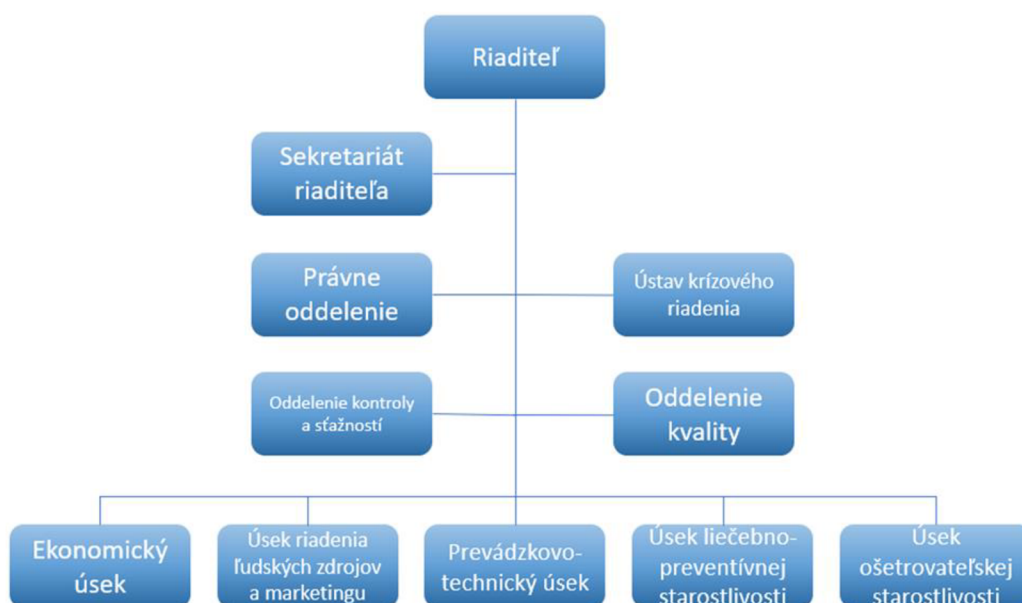 Riaditeľ
Sekretariát
riaditeľa
Právne
oddelenie
Ústav krízového
riadenia
Oddelenie kontroly
a sťažností
Oddelenie
kvality
Ekonomický
úsek
Úsek riadenia
ľudských zdrojov
a marketingu
Prevádzkovo-
technický úsek
Úsek liečebno-
preventívnej
starostlivosti
Úsek
ošetrovateľskej
starostlivosti